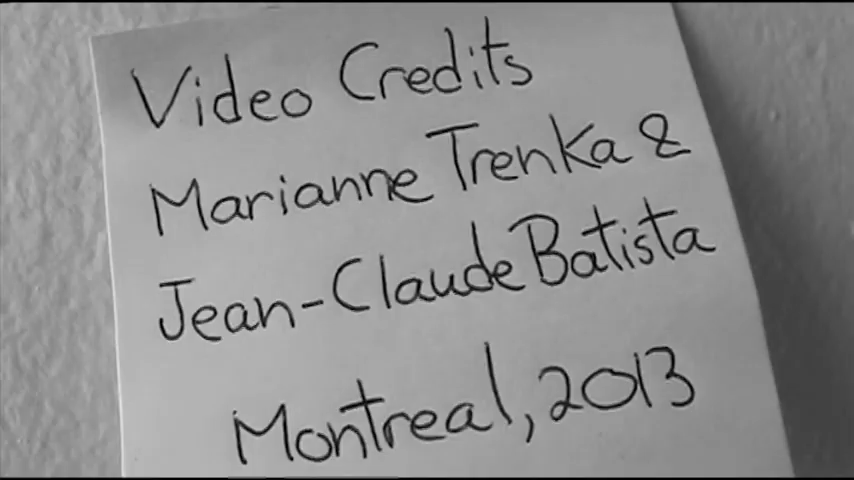 Video Credits
Marianne Trenka &
Jean-Claude Batista
Montreal, 2013